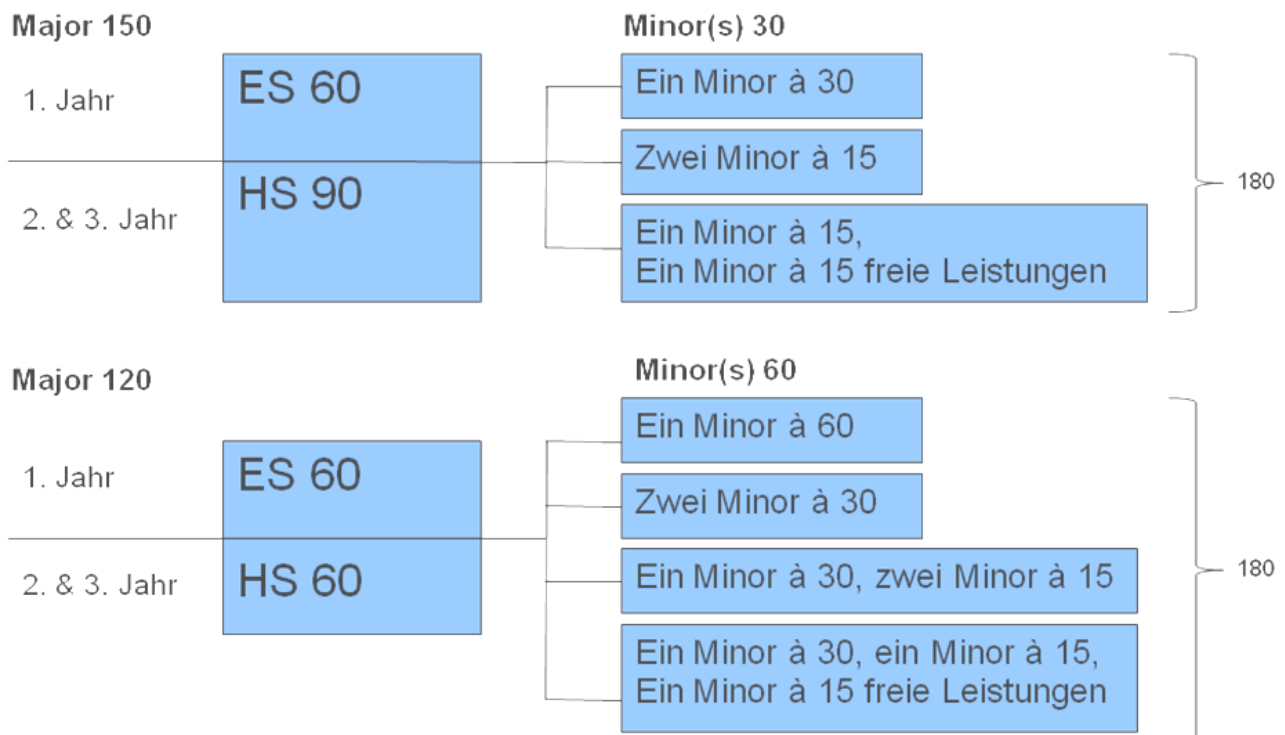 Major 150
Minor(s) 30
1. Jahr
ES 60
Ein Minor à 30
Zwei Minor à 15
2. & 3. Jahr
HS 90
Ein Minor à 15,
Ein Minor à 15 freie Leistungen
180
Major 120
Minor(s) 60
1. Jahr
ES 60
Ein Minor à 60
Zwei Minor à 30
2. & 3. Jahr
HS 60
Ein Minor à 30, zwei Minor à 15
Ein Minor à 30, ein Minor à 15,
Ein Minor à 15 freie Leistungen
180